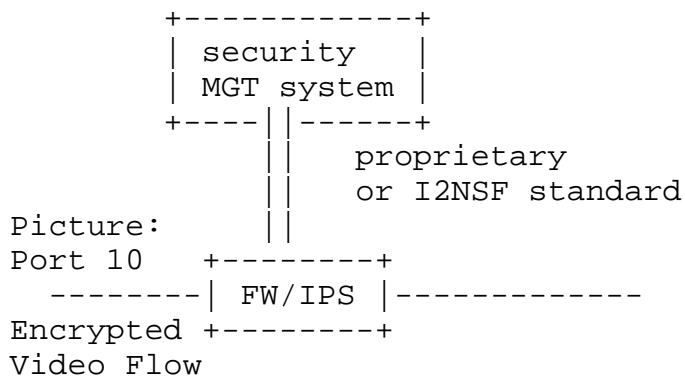 security
MGT system
proprietary
or I2NSF standard
Picture:
Port 10
FW/IPS
Encrypted
Video Flow